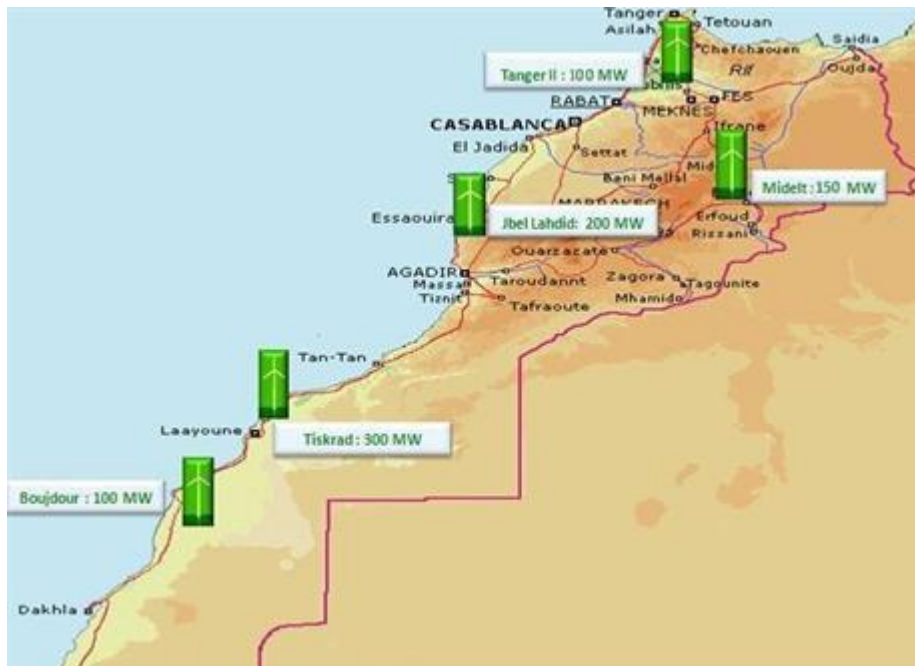 Tanger
Tetouan
Asilah
Chefchaouen
Saidia
Oujda
Rif
Tanger II : 100 MW
RABAT
MEKNES
FES
CASABLANCA
Ifrane
El Jadida
Settat
Beni Mellal
Midelt : 150 MW
MARRAKECH
Essaouira
Jbel Lahdid: 200 MW
Erfoud
Rissani
Ouarzazate
AGADIR
Taroudannt
Zagora
Tagounite
Massa
Tiznit
Tafraoute
Mhamid
Tan-Tan
Laayoune
Tiskrad : 300 MW
Boujdour : 100 MW
Dakhla